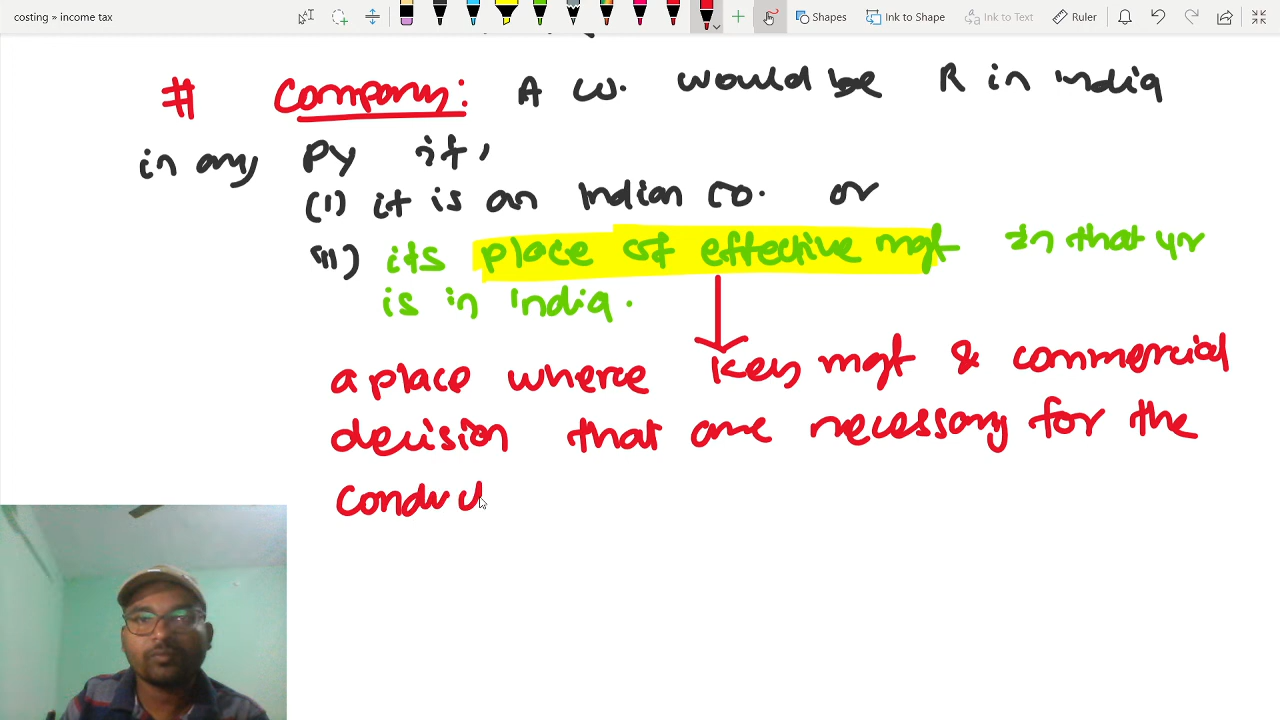 costing » income tax
Shapes Ink to Shape Ink to Text Ruler
# Company: A co. would be R in india
in any PY if,
(i) it is an Indian co. or
(ii) its place of effective mgt in that yr
is in India.
a place where key mgt & commercial
decision that are necessary for the
conduc